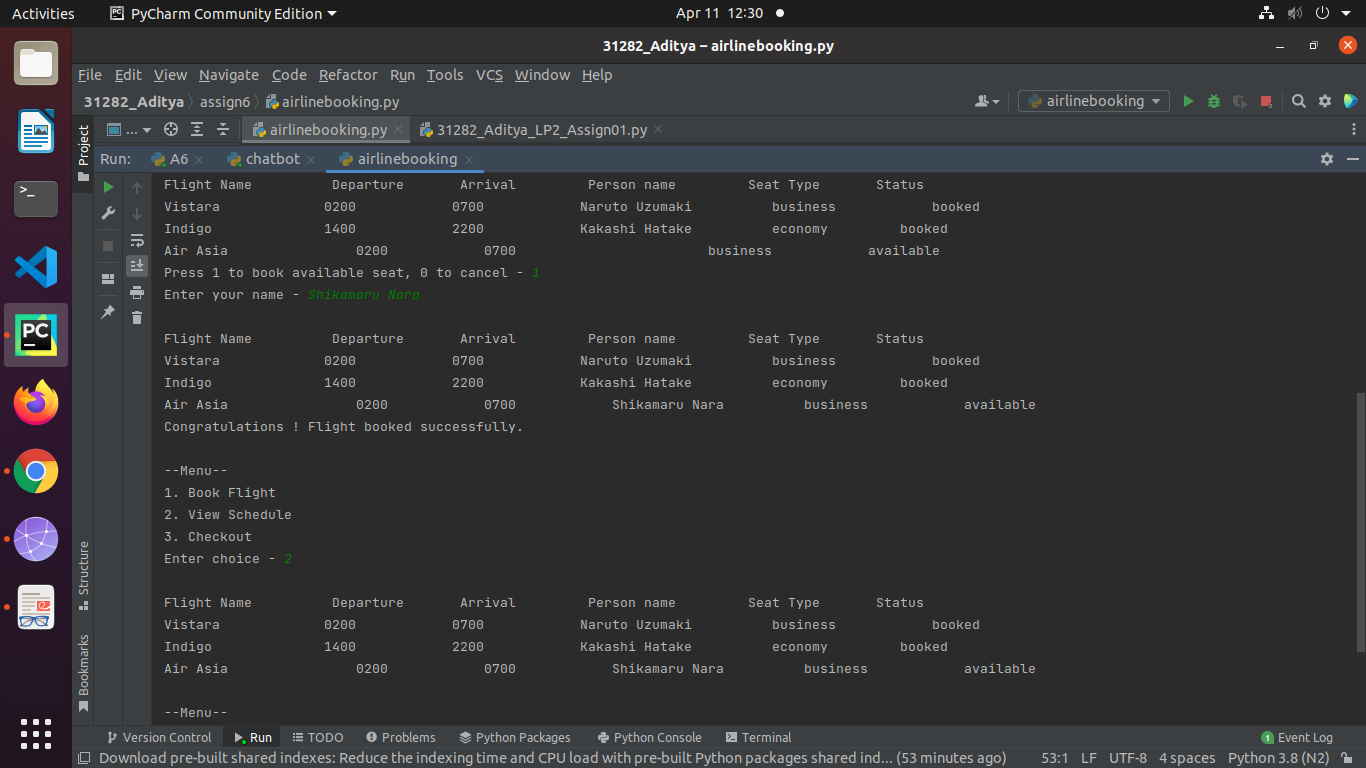 Activities PyCharm Community Edition Apr 11 12:30
31282_Aditya – airlinebooking.py
File Edit View Navigate Code Refactor Run Tools VCS Window Help
31282_Aditya assign6 airlinebooking.py airlinebooking
Project ... airlinebooking.py 31282_Aditya_LP2_Assign01.py
Run: A6 chatbot airlinebooking
Flight Name Departure Arrival Person name Seat Type Status
Vistara 0200 0700 Naruto Uzumaki business booked
Indigo 1400 2200 Kakashi Hatake economy booked
Air Asia 0200 0700 business available
Press 1 to book available seat, 0 to cancel - 1
Enter your name - Shikamaru Nara
Flight Name Departure Arrival Person name Seat Type Status
Vistara 0200 0700 Naruto Uzumaki business booked
Indigo 1400 2200 Kakashi Hatake economy booked
Air Asia 0200 0700 Shikamaru Nara business available
Congratulations ! Flight booked successfully.
--Menu--
1. Book Flight
2. View Schedule
3. Checkout
Enter choice - 2
Flight Name Departure Arrival Person name Seat Type Status
Vistara 0200 0700 Naruto Uzumaki business booked
Indigo 1400 2200 Kakashi Hatake economy booked
Air Asia 0200 0700 Shikamaru Nara business available
--Menu--
Structure
Bookmarks
PC
Version Control Run TODO Problems Python Packages Python Console Terminal 1 Event Log
Download pre-built shared indexes: Reduce the indexing time and CPU load with pre-built Python packages shared ind... (53 minutes ago) 53:1 LF UTF-8 4 spaces Python 3.8 (N2)